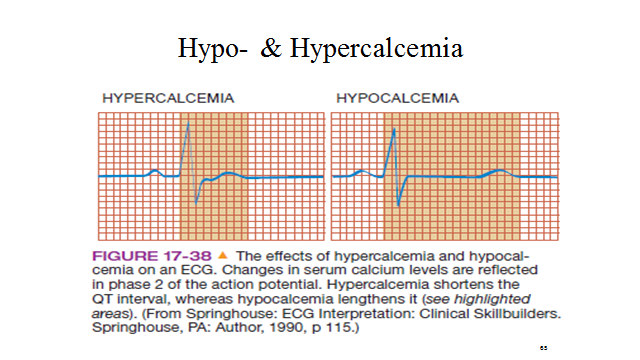 Hypo- & Hypercalcemia
HYPERCALCEMIA
HYPOCALCEMIA
FIGURE 17-38 ▲ The effects of hypercalcemia and hypocal-
cemia on an ECG. Changes in serum calcium levels are reflected
in phase 2 of the action potential. Hypercalcemia shortens the
QT interval, whereas hypocalcemia lengthens it (see highlighted
areas). (From Springhouse: ECG Interpretation: Clinical Skillbuilders.
Springhouse, PA: Author, 1990, p 115.)